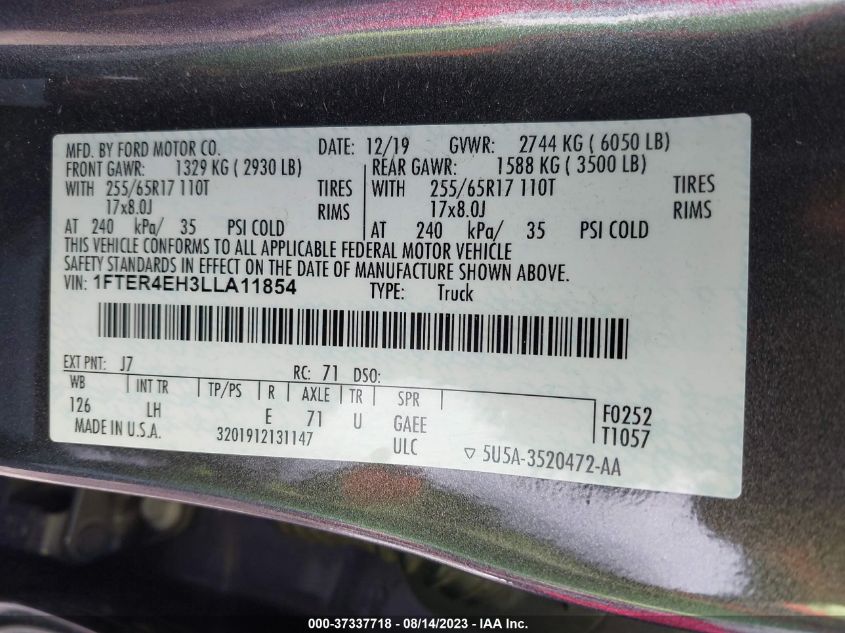 MFD. BY FORD MOTOR CO. DATE: 12/19 GVWR: 2744 KG ( 6050 LB)
FRONT GAWR: 1329 KG ( 2930 LB) REAR GAWR: 1588 KG ( 3500 LB)
WITH 255/65R17 110T TIRES WITH 255/65R17 110T TIRES
17x8.0J RIMS 17x8.0J RIMS
AT 240 kPa/ 35 PSI COLD AT 240 kPa/ 35 PSI COLD
THIS VEHICLE CONFORMS TO ALL APPLICABLE FEDERAL MOTOR VEHICLE
SAFETY STANDARDS IN EFFECT ON THE DATE OF MANUFACTURE SHOWN ABOVE.
VIN: 1FTER4EH3LLA11854 TYPE: Truck
EXT PNT: J7 RC: 71 DSO:
WB INT TR TP/PS R AXLE TR SPR
126 LH E 71 U GAEE F0252
MADE IN U.S.A. 3201912131147 ULC T1057
5U5A-3520472-AA
000-37337718 - 08/14/2023 - IAA Inc.